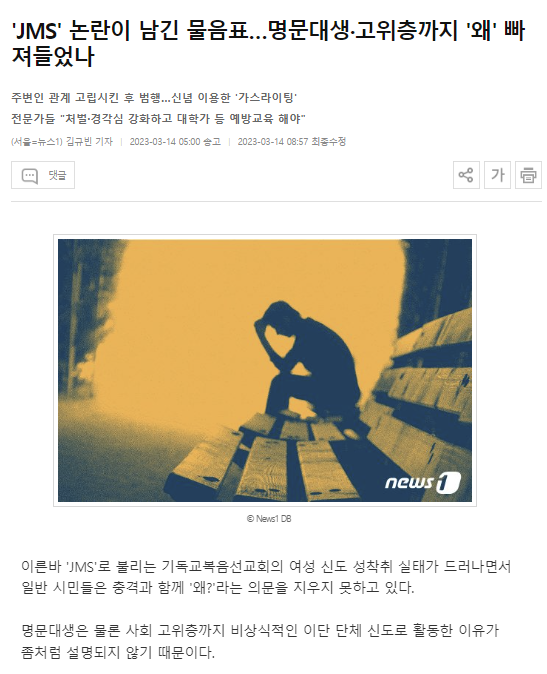 'JMS' 논란이 남긴 물음표…명문대생·고위층까지 '왜' 빠
져들었나
주변인 관계 고립시킨 후 범행…신념 이용한 '가스라이팅'
전문가들 "처벌·경각심 강화하고 대학가 등 예방교육 해야"
(서울=뉴스1) 김규빈 기자 | 2023-03-14 05:00 송고 | 2023-03-14 08:57 최종수정
댓글
가
news1
© News1 DB
이른바 'JMS'로 불리는 기독교복음선교회의 여성 신도 성착취 실태가 드러나면서
일반 시민들은 충격과 함께 '왜?'라는 의문을 지우지 못하고 있다.
명문대생은 물론 사회 고위층까지 비상식적인 이단 단체 신도로 활동한 이유가
좀처럼 설명되지 않기 때문이다.